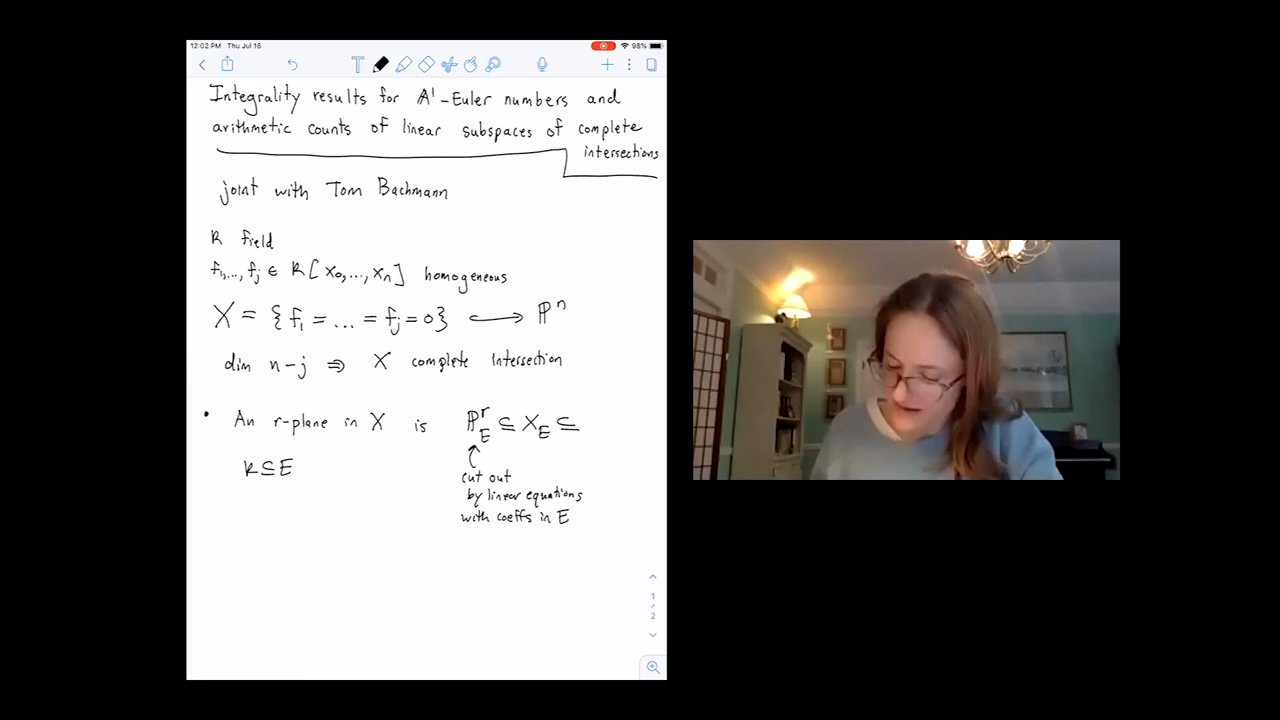 12:02 PM Thu Jul 16
98%
Integrality results for A¹-Euler numbers and
arithmetic counts of linear subspaces of complete
intersections
joint with Tom Bachmann
k field
f₁,..., fⱼ ∈ k[x₀,..., xₙ] homogeneous
X = {f₁ = ... = fⱼ = 0} ⟶ ℙⁿ
dim n-j ⇒ X complete intersection
• An r-plane in X is ℙʳ_E ⊆ X_E ⊆
k ⊆ E
cut out
by linear equations
with coeffs in E
1
/
2